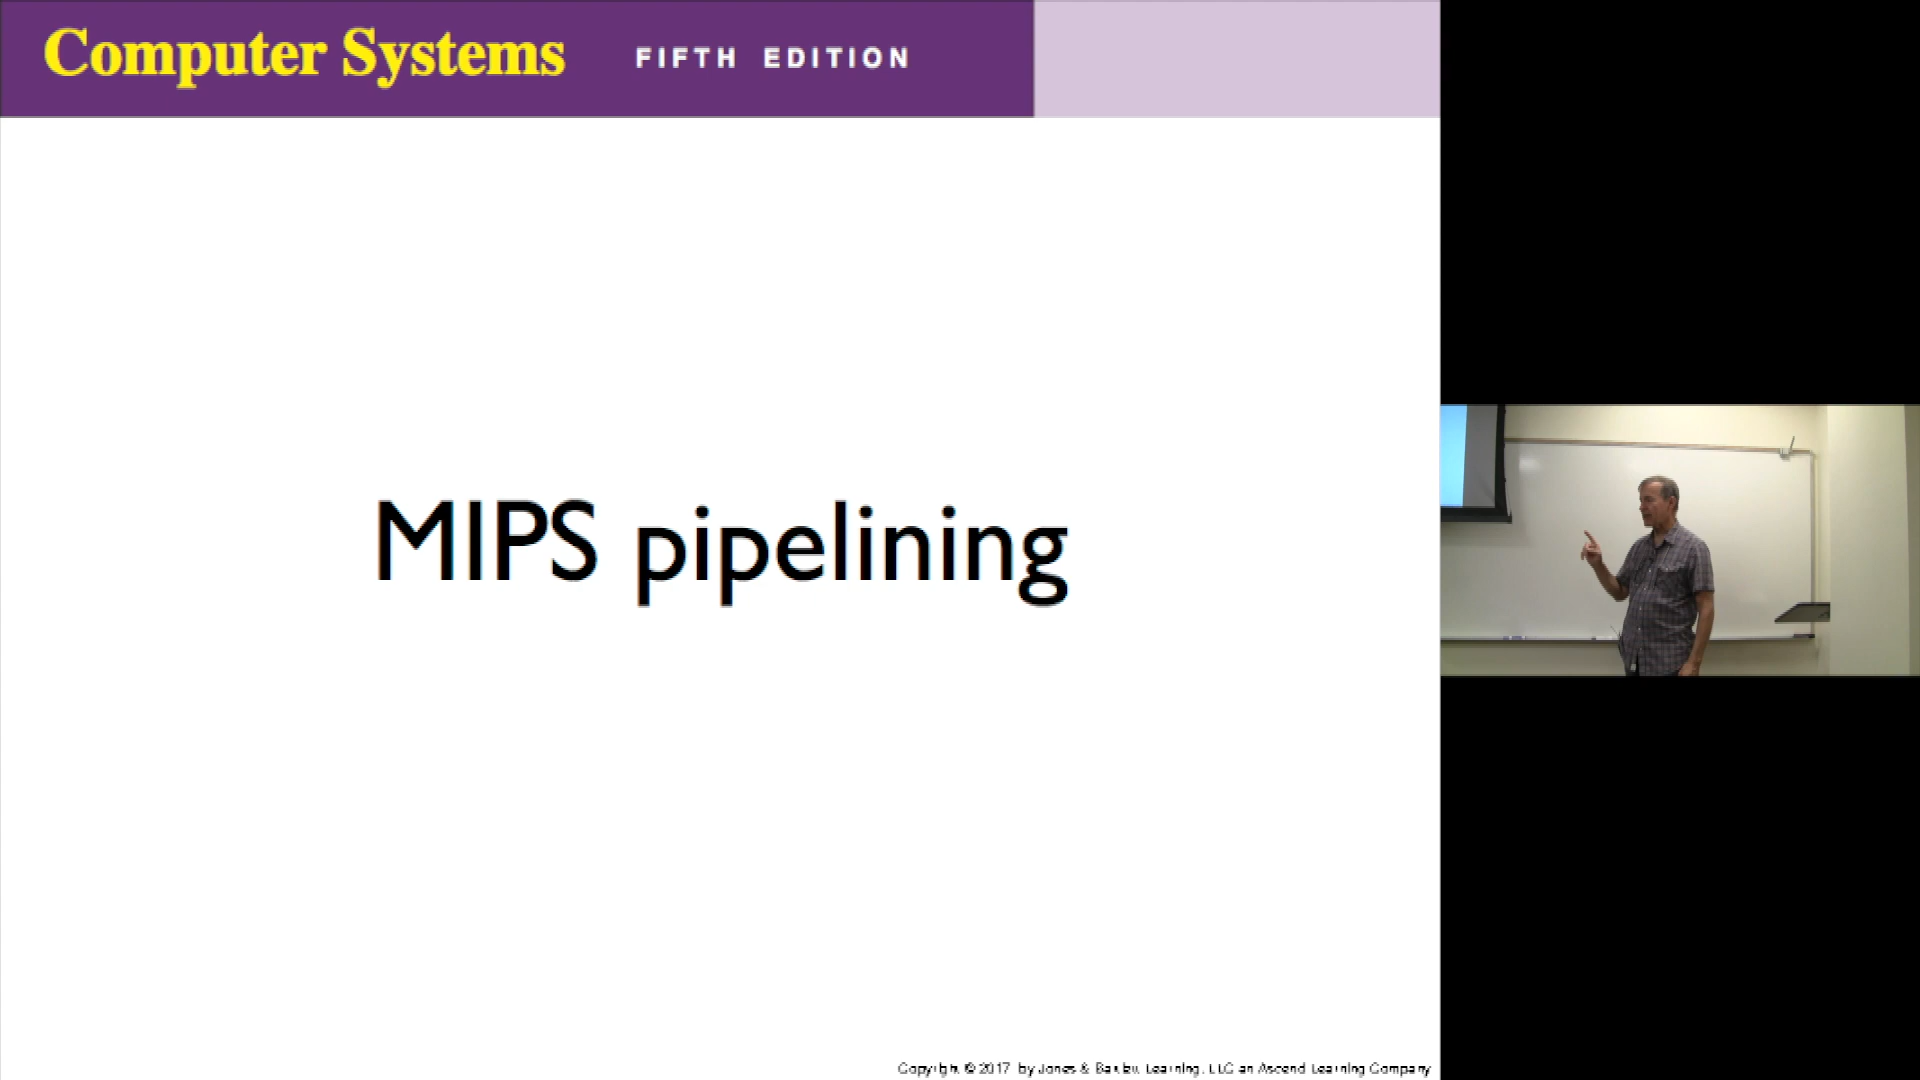 Computer Systems FIFTH EDITION
MIPS pipelining
Copyright © 2017 by Jones & Bartlett Learning, LLC an Ascend Learning Company